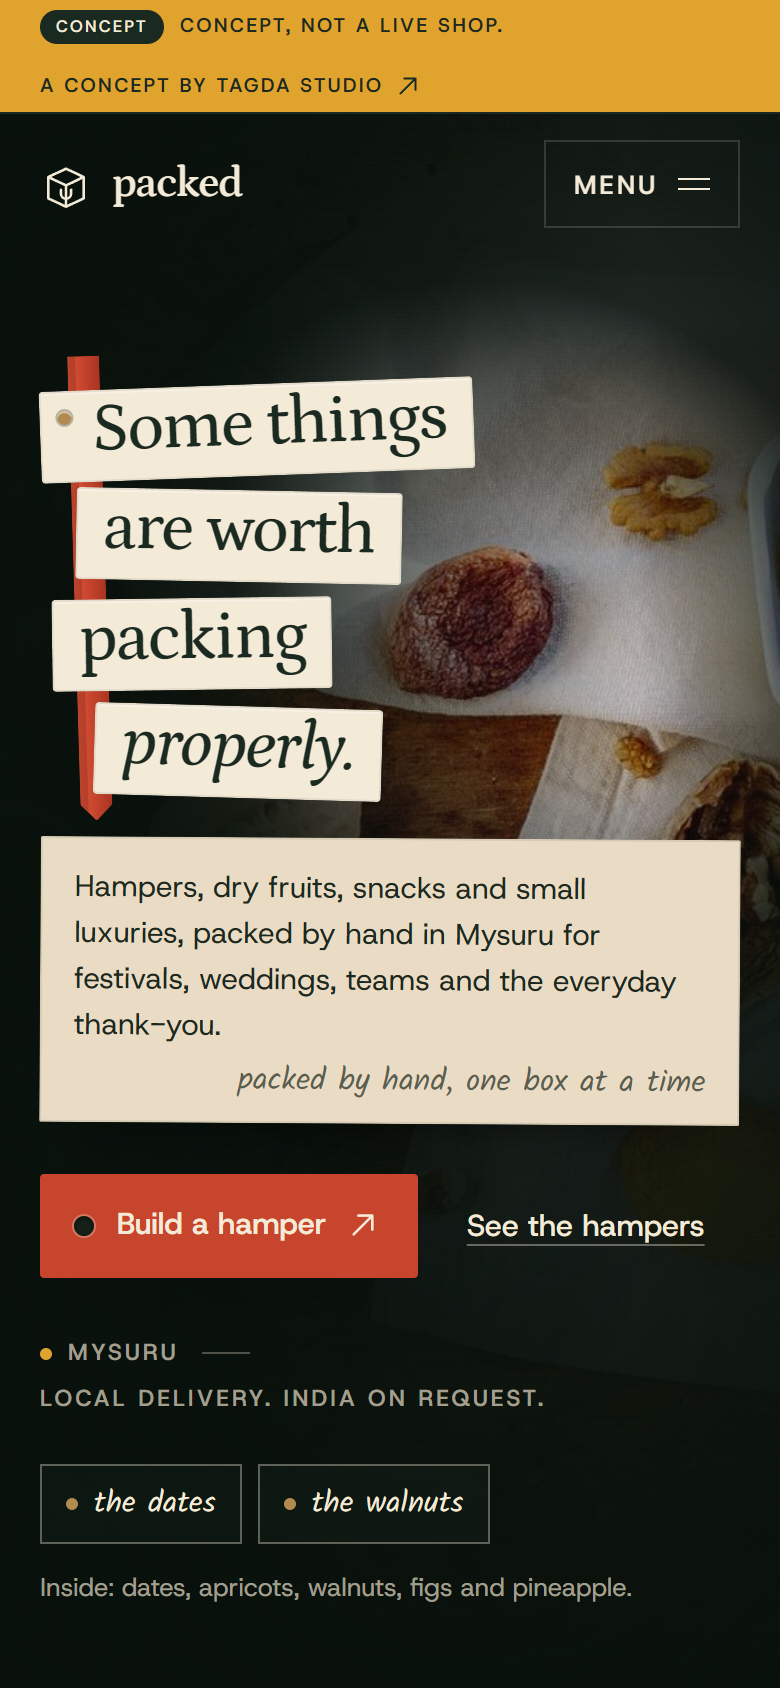 CONCEPT CONCEPT, NOT A LIVE SHOP.
A CONCEPT BY TAGDA STUDIO
packed
MENU
Some things
are worth
packing
properly.
Hampers, dry fruits, snacks and small
luxuries, packed by hand in Mysuru for
festivals, weddings, teams and the everyday
thank-you.
packed by hand, one box at a time
Build a hamper
See the hampers
MYSURU
LOCAL DELIVERY. INDIA ON REQUEST.
the dates
the walnuts
Inside: dates, apricots, walnuts, figs and pineapple.